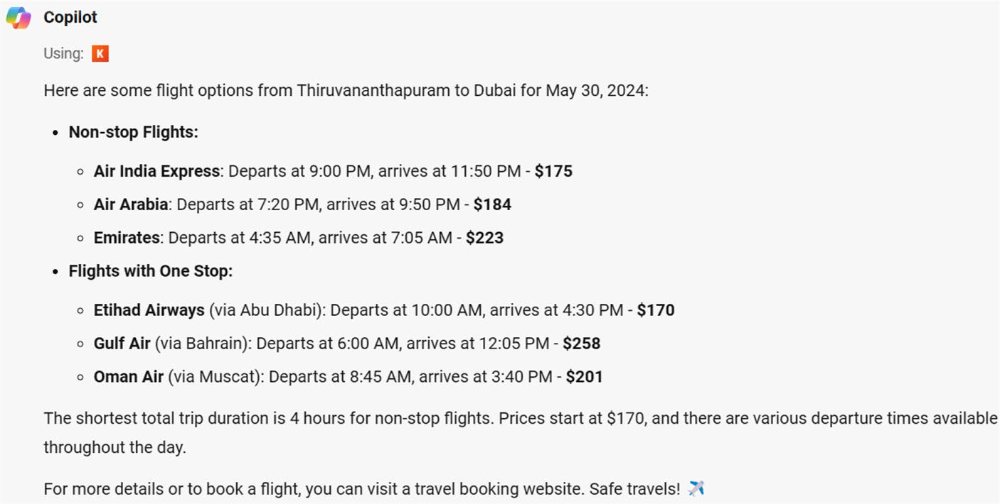 Copilot
Using: K
Here are some flight options from Thiruvananthapuram to Dubai for May 30, 2024:
• Non-stop Flights:
◦ Air India Express: Departs at 9:00 PM, arrives at 11:50 PM - $175
◦ Air Arabia: Departs at 7:20 PM, arrives at 9:50 PM - $184
◦ Emirates: Departs at 4:35 AM, arrives at 7:05 AM - $223
• Flights with One Stop:
◦ Etihad Airways (via Abu Dhabi): Departs at 10:00 AM, arrives at 4:30 PM - $170
◦ Gulf Air (via Bahrain): Departs at 6:00 AM, arrives at 12:05 PM - $258
◦ Oman Air (via Muscat): Departs at 8:45 AM, arrives at 3:40 PM - $201
The shortest total trip duration is 4 hours for non-stop flights. Prices start at $170, and there are various departure times available
throughout the day.
For more details or to book a flight, you can visit a travel booking website. Safe travels! ✈️